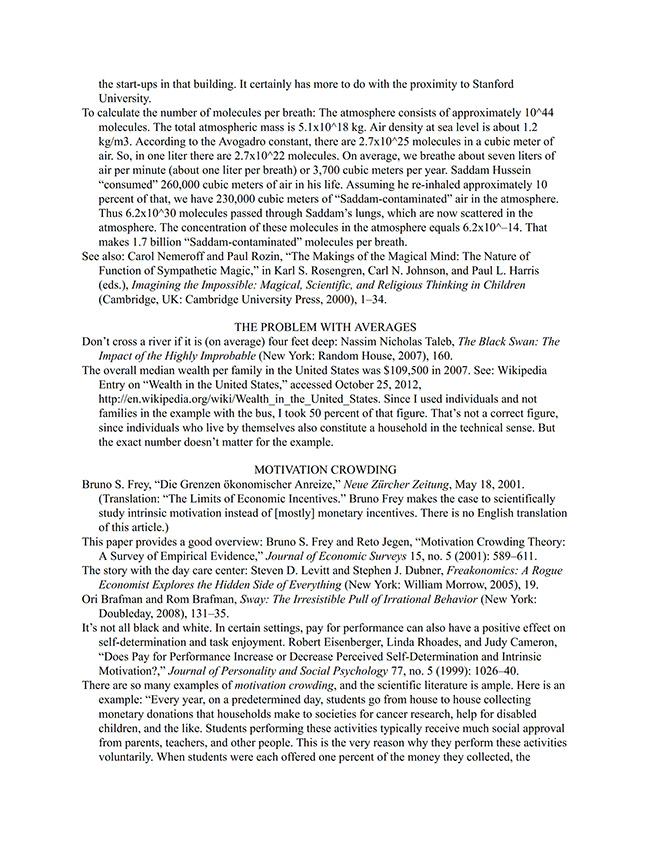 the start-ups in that building. It certainly has more to do with the proximity to Stanford
University.
To calculate the number of molecules per breath: The atmosphere consists of approximately 10^44
molecules. The total atmospheric mass is 5.1x10^18 kg. Air density at sea level is about 1.2
kg/m3. According to the Avogadro constant, there are 2.7x10^25 molecules in a cubic meter of
air. So, in one liter there are 2.7x10^22 molecules. On average, we breathe about seven liters of
air per minute (about one liter per breath) or 3,700 cubic meters per year. Saddam Hussein
“consumed” 260,000 cubic meters of air in his life. Assuming he re-inhaled approximately 10
percent of that, we have 230,000 cubic meters of “Saddam-contaminated” air in the atmosphere.
Thus 6.2x10^30 molecules passed through Saddam’s lungs, which are now scattered in the
atmosphere. The concentration of these molecules in the atmosphere equals 6.2x10^–14. That
makes 1.7 billion “Saddam-contaminated” molecules per breath.
See also: Carol Nemeroff and Paul Rozin, “The Makings of the Magical Mind: The Nature of
Function of Sympathetic Magic,” in Karl S. Rosengren, Carl N. Johnson, and Paul L. Harris
(eds.), Imagining the Impossible: Magical, Scientific, and Religious Thinking in Children
(Cambridge, UK: Cambridge University Press, 2000), 1–34.
THE PROBLEM WITH AVERAGES
Don’t cross a river if it is (on average) four feet deep: Nassim Nicholas Taleb, The Black Swan: The
Impact of the Highly Improbable (New York: Random House, 2007), 160.
The overall median wealth per family in the United States was $109,500 in 2007. See: Wikipedia
Entry on “Wealth in the United States,” accessed October 25, 2012,
http://en.wikipedia.org/wiki/Wealth_in_the_United_States. Since I used individuals and not
families in the example with the bus, I took 50 percent of that figure. That’s not a correct figure,
since individuals who live by themselves also constitute a household in the technical sense. But
the exact number doesn’t matter for the example.
MOTIVATION CROWDING
Bruno S. Frey, “Die Grenzen ökonomischer Anreize,” Neue Zürcher Zeitung, May 18, 2001.
(Translation: “The Limits of Economic Incentives.” Bruno Frey makes the case to scientifically
study intrinsic motivation instead of [mostly] monetary incentives. There is no English translation
of this article.)
This paper provides a good overview: Bruno S. Frey and Reto Jegen, “Motivation Crowding Theory:
A Survey of Empirical Evidence,” Journal of Economic Surveys 15, no. 5 (2001): 589–611.
The story with the day care center: Steven D. Levitt and Stephen J. Dubner, Freakonomics: A Rogue
Economist Explores the Hidden Side of Everything (New York: William Morrow, 2005), 19.
Ori Brafman and Rom Brafman, Sway: The Irresistible Pull of Irrational Behavior (New York:
Doubleday, 2008), 131–35.
It’s not all black and white. In certain settings, pay for performance can also have a positive effect on
self-determination and task enjoyment. Robert Eisenberger, Linda Rhoades, and Judy Cameron,
“Does Pay for Performance Increase or Decrease Perceived Self-Determination and Intrinsic
Motivation?,” Journal of Personality and Social Psychology 77, no. 5 (1999): 1026–40.
There are so many examples of motivation crowding, and the scientific literature is ample. Here is an
example: “Every year, on a predetermined day, students go from house to house collecting
monetary donations that households make to societies for cancer research, help for disabled
children, and the like. Students performing these activities typically receive much social approval
from parents, teachers, and other people. This is the very reason why they perform these activities
voluntarily. When students were each offered one percent of the money they collected, the